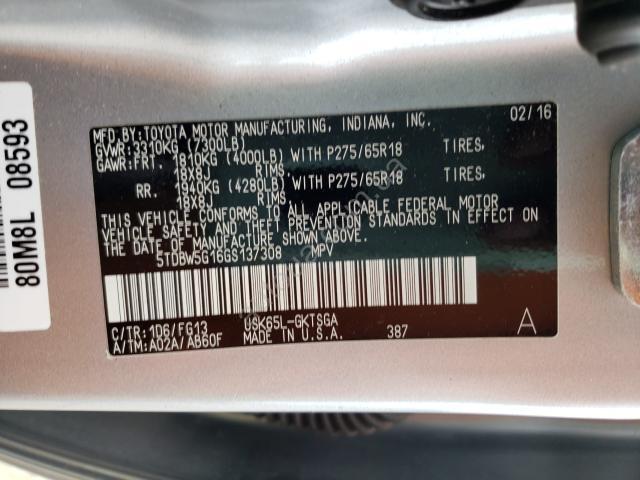 MFD.BY: TOYOTA MOTOR MANUFACTURING, INDIANA, INC. 02/16
GVWR:3310KG (7300LB)
GAWR: FRT 1810KG (4000LB) WITH P275/65R18 TIRES,
18X8J RIMS,
RR. 1940KG (4280LB) WITH P275/65R18 TIRES,
18X8J RIMS,
THIS VEHICLE CONFORMS TO ALL APPLICABLE FEDERAL MOTOR
VEHICLE SAFETY AND THEFT PREVENTION STANDARDS IN EFFECT ON
THE DATE OF MANUFACTURE SHOWN ABOVE.
5TDBW5G16GS137308 MPV
C/TR: 1D6/FG13 USK65L-GKTSGA
A/TM: A02A/AB60F MADE IN U.S.A. 387 A
80M8L 08593